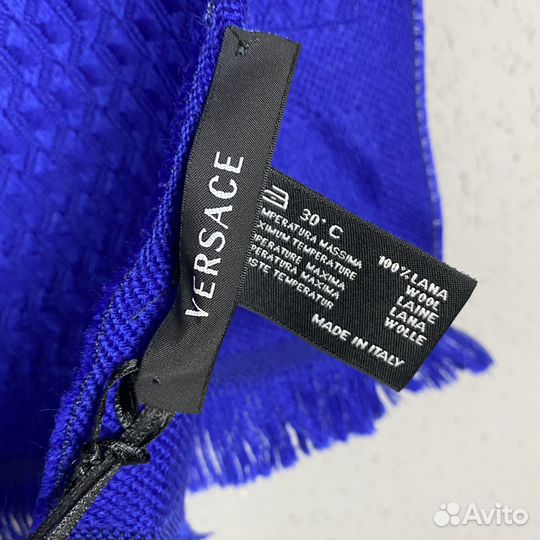 VERSACE
30° C
TEMPERATURA MASSIMA
MAXIMUM TEMPERATURE
TEMPERATURE MAXIMA
TEMPERATURA MAXIMA
TEMPERATUR
100% LANA
WOOL
LAINE
LANA
WOLLE
MADE IN ITALY
Avito